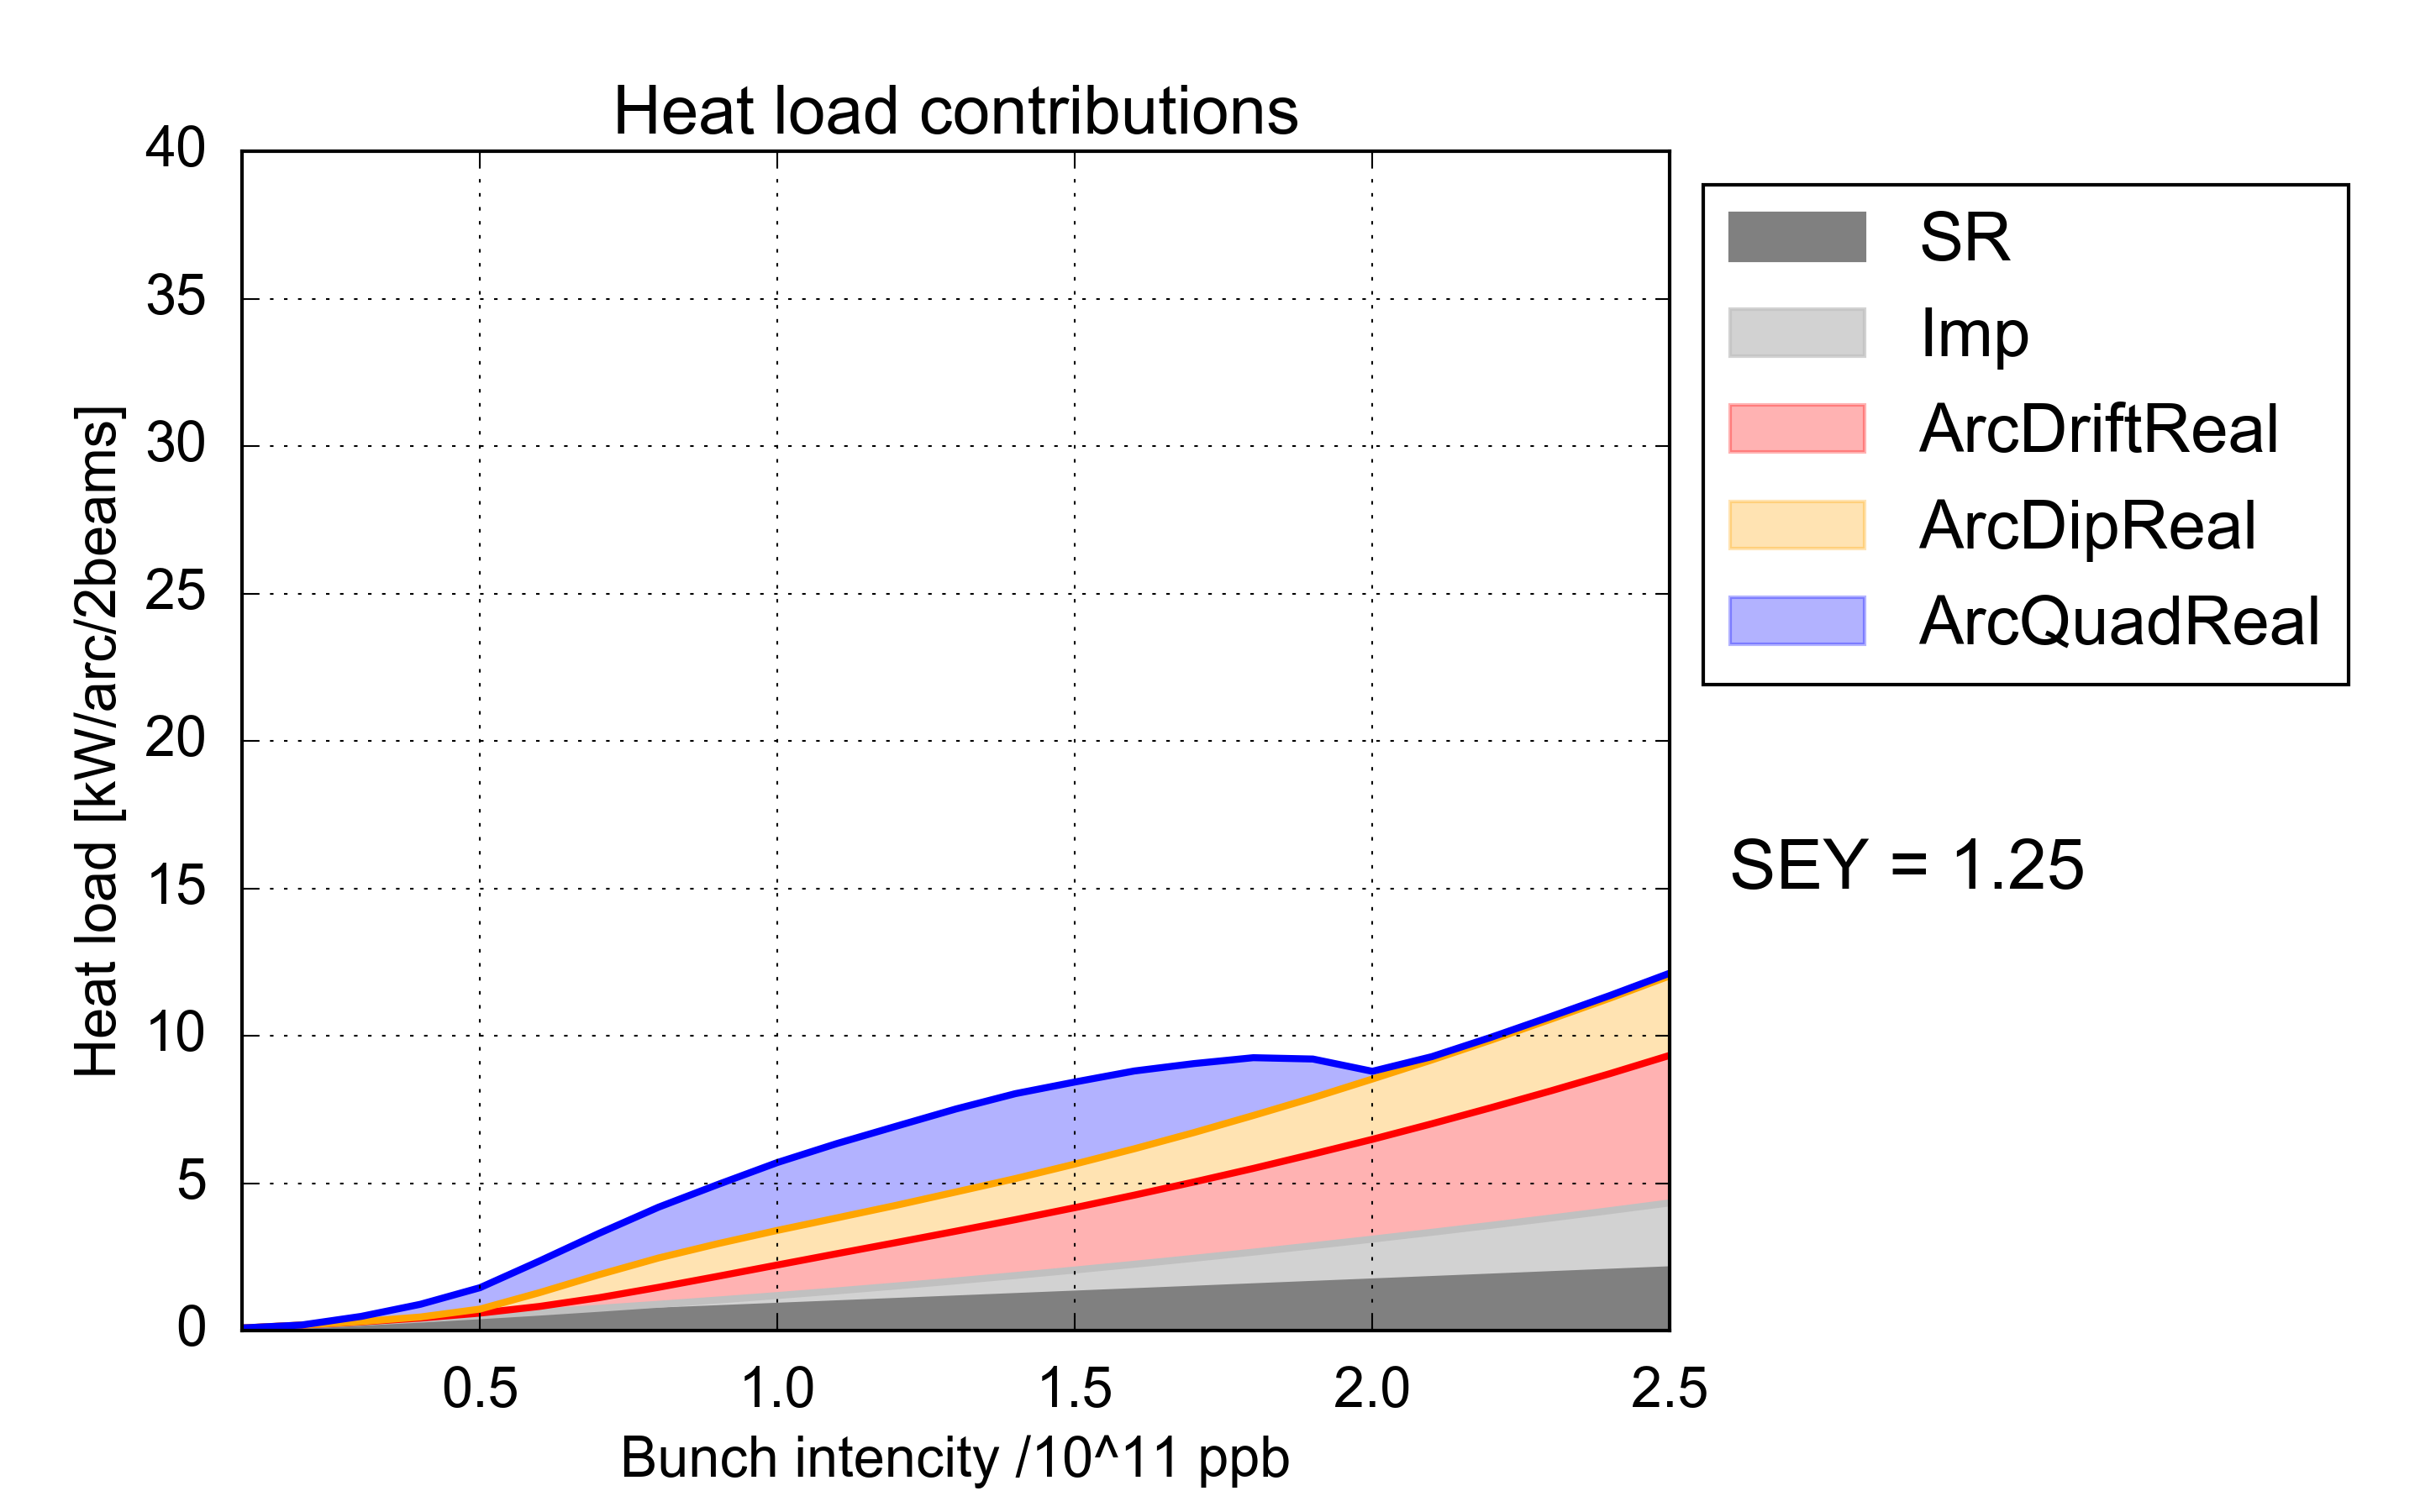 Heat load contributions
40
35
30
25
20
15
10
5
0
Heat load [kW/arc/2beams]
0.5 1.0 1.5 2.0 2.5
Bunch intencity /10^11 ppb
SR
Imp
ArcDriftReal
ArcDipReal
ArcQuadReal
SEY = 1.25